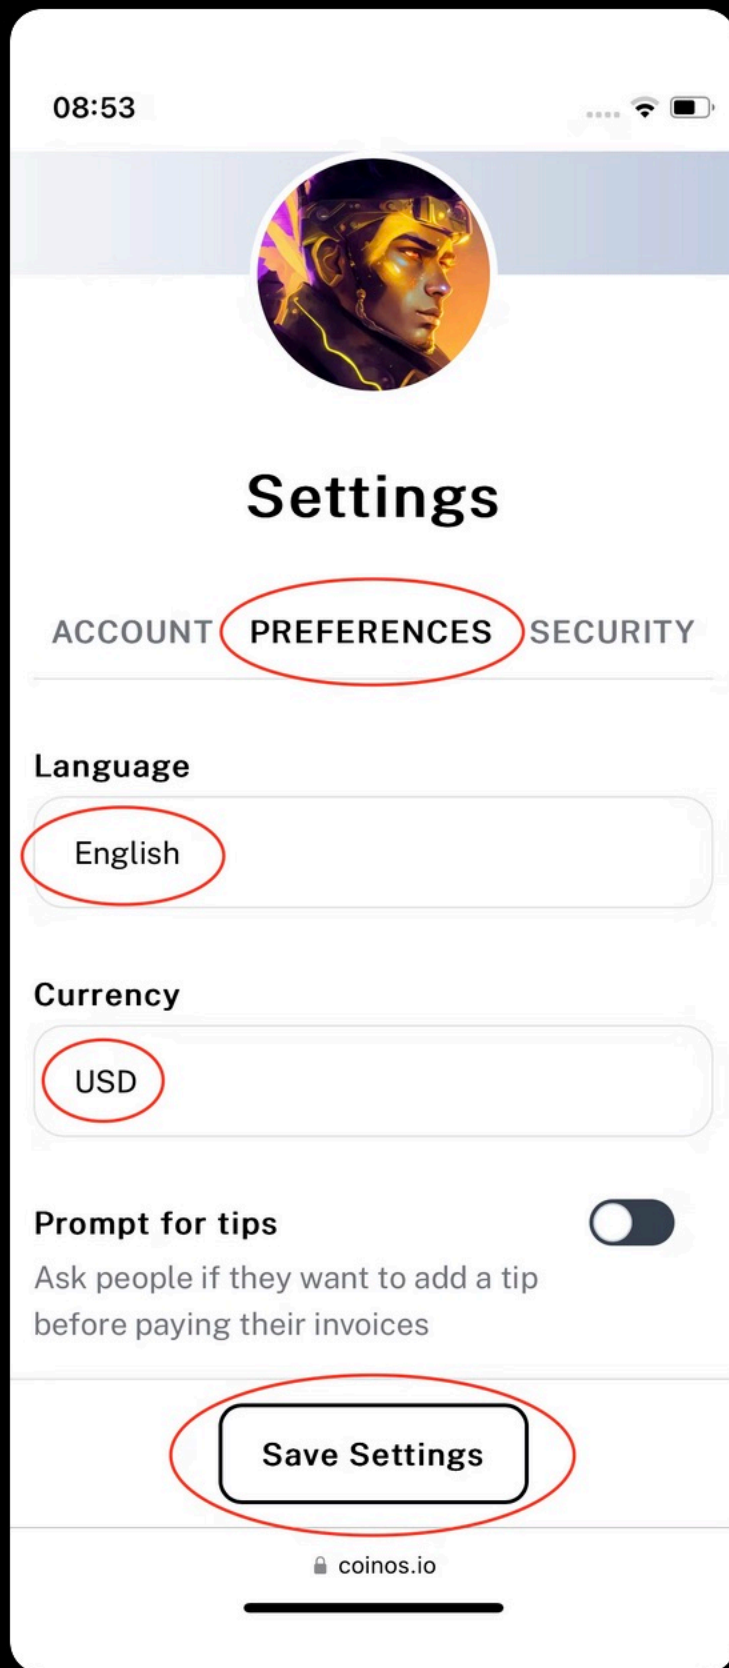 08:53
Settings
ACCOUNT PREFERENCES SECURITY
Language
English
Currency
USD
Prompt for tips
Ask people if they want to add a tip
before paying their invoices
Save Settings
coinos.io